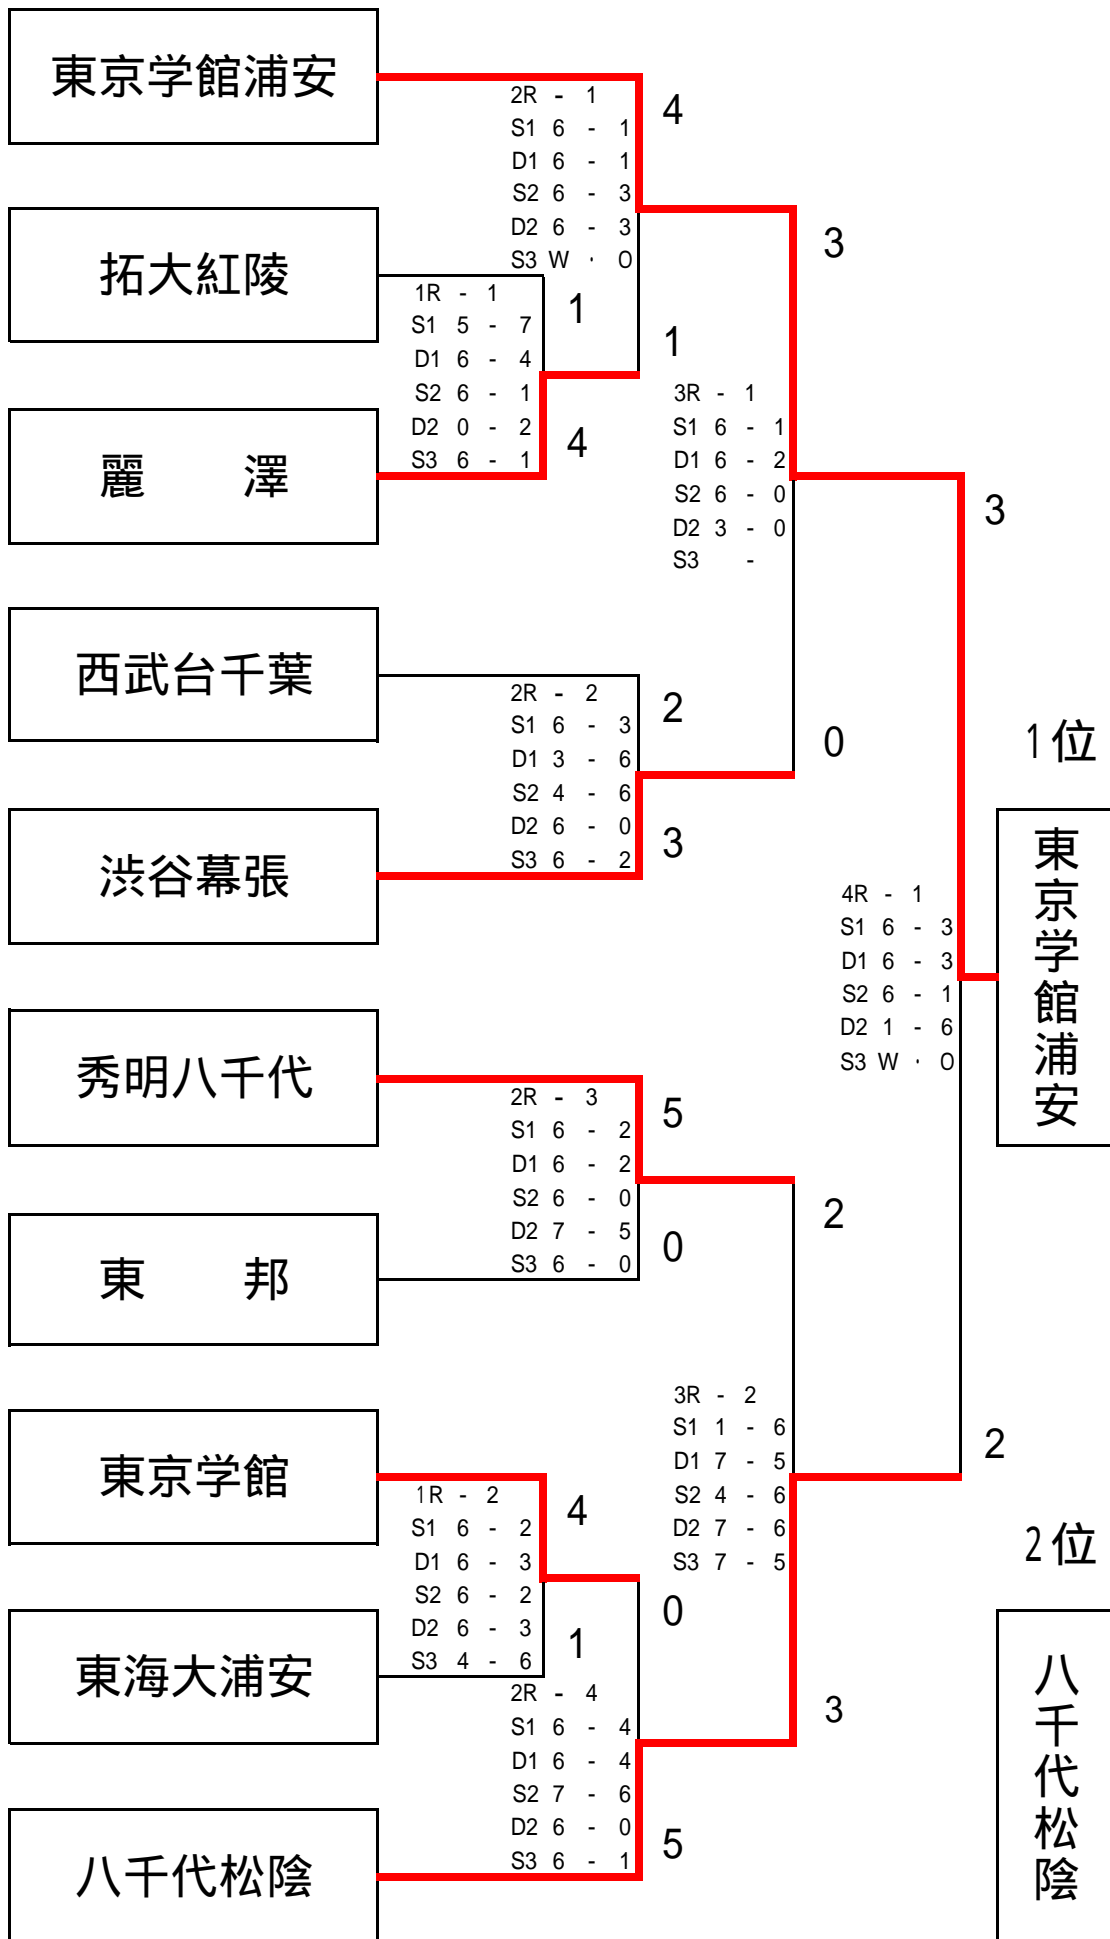 東京学館浦安
2R - 1
S1 6 - 1
D1 6 - 1
S2 6 - 3
D2 6 - 3
S3 W・O
4
拓大紅陵
1R - 1
S1 5 - 7
D1 6 - 4
S2 6 - 1
D2 0 - 2
S3 6 - 1
1
麗　澤
4
1
3
3R - 1
S1 6 - 1
D1 6 - 2
S2 6 - 0
D2 3 - 0
S3 -
3
西武台千葉
2R - 2
S1 6 - 3
D1 3 - 6
S2 4 - 6
D2 6 - 0
S3 6 - 2
2
渋谷幕張
3
0
1位
東京学館浦安
4R - 1
S1 6 - 3
D1 6 - 3
S2 6 - 1
D2 1 - 6
S3 W・O
秀明八千代
2R - 3
S1 6 - 2
D1 6 - 2
S2 6 - 0
D2 7 - 5
S3 6 - 0
5
東　邦
0
2
3R - 2
S1 1 - 6
D1 7 - 5
S2 4 - 6
D2 7 - 6
S3 7 - 5
2
東京学館
1R - 2
S1 6 - 2
D1 6 - 3
S2 6 - 2
D2 6 - 3
S3 4 - 6
4
東海大浦安
1
0
2R - 4
S1 6 - 4
D1 6 - 4
S2 7 - 6
D2 6 - 0
S3 6 - 1
3
八千代松陰
5
2位
八千代松陰